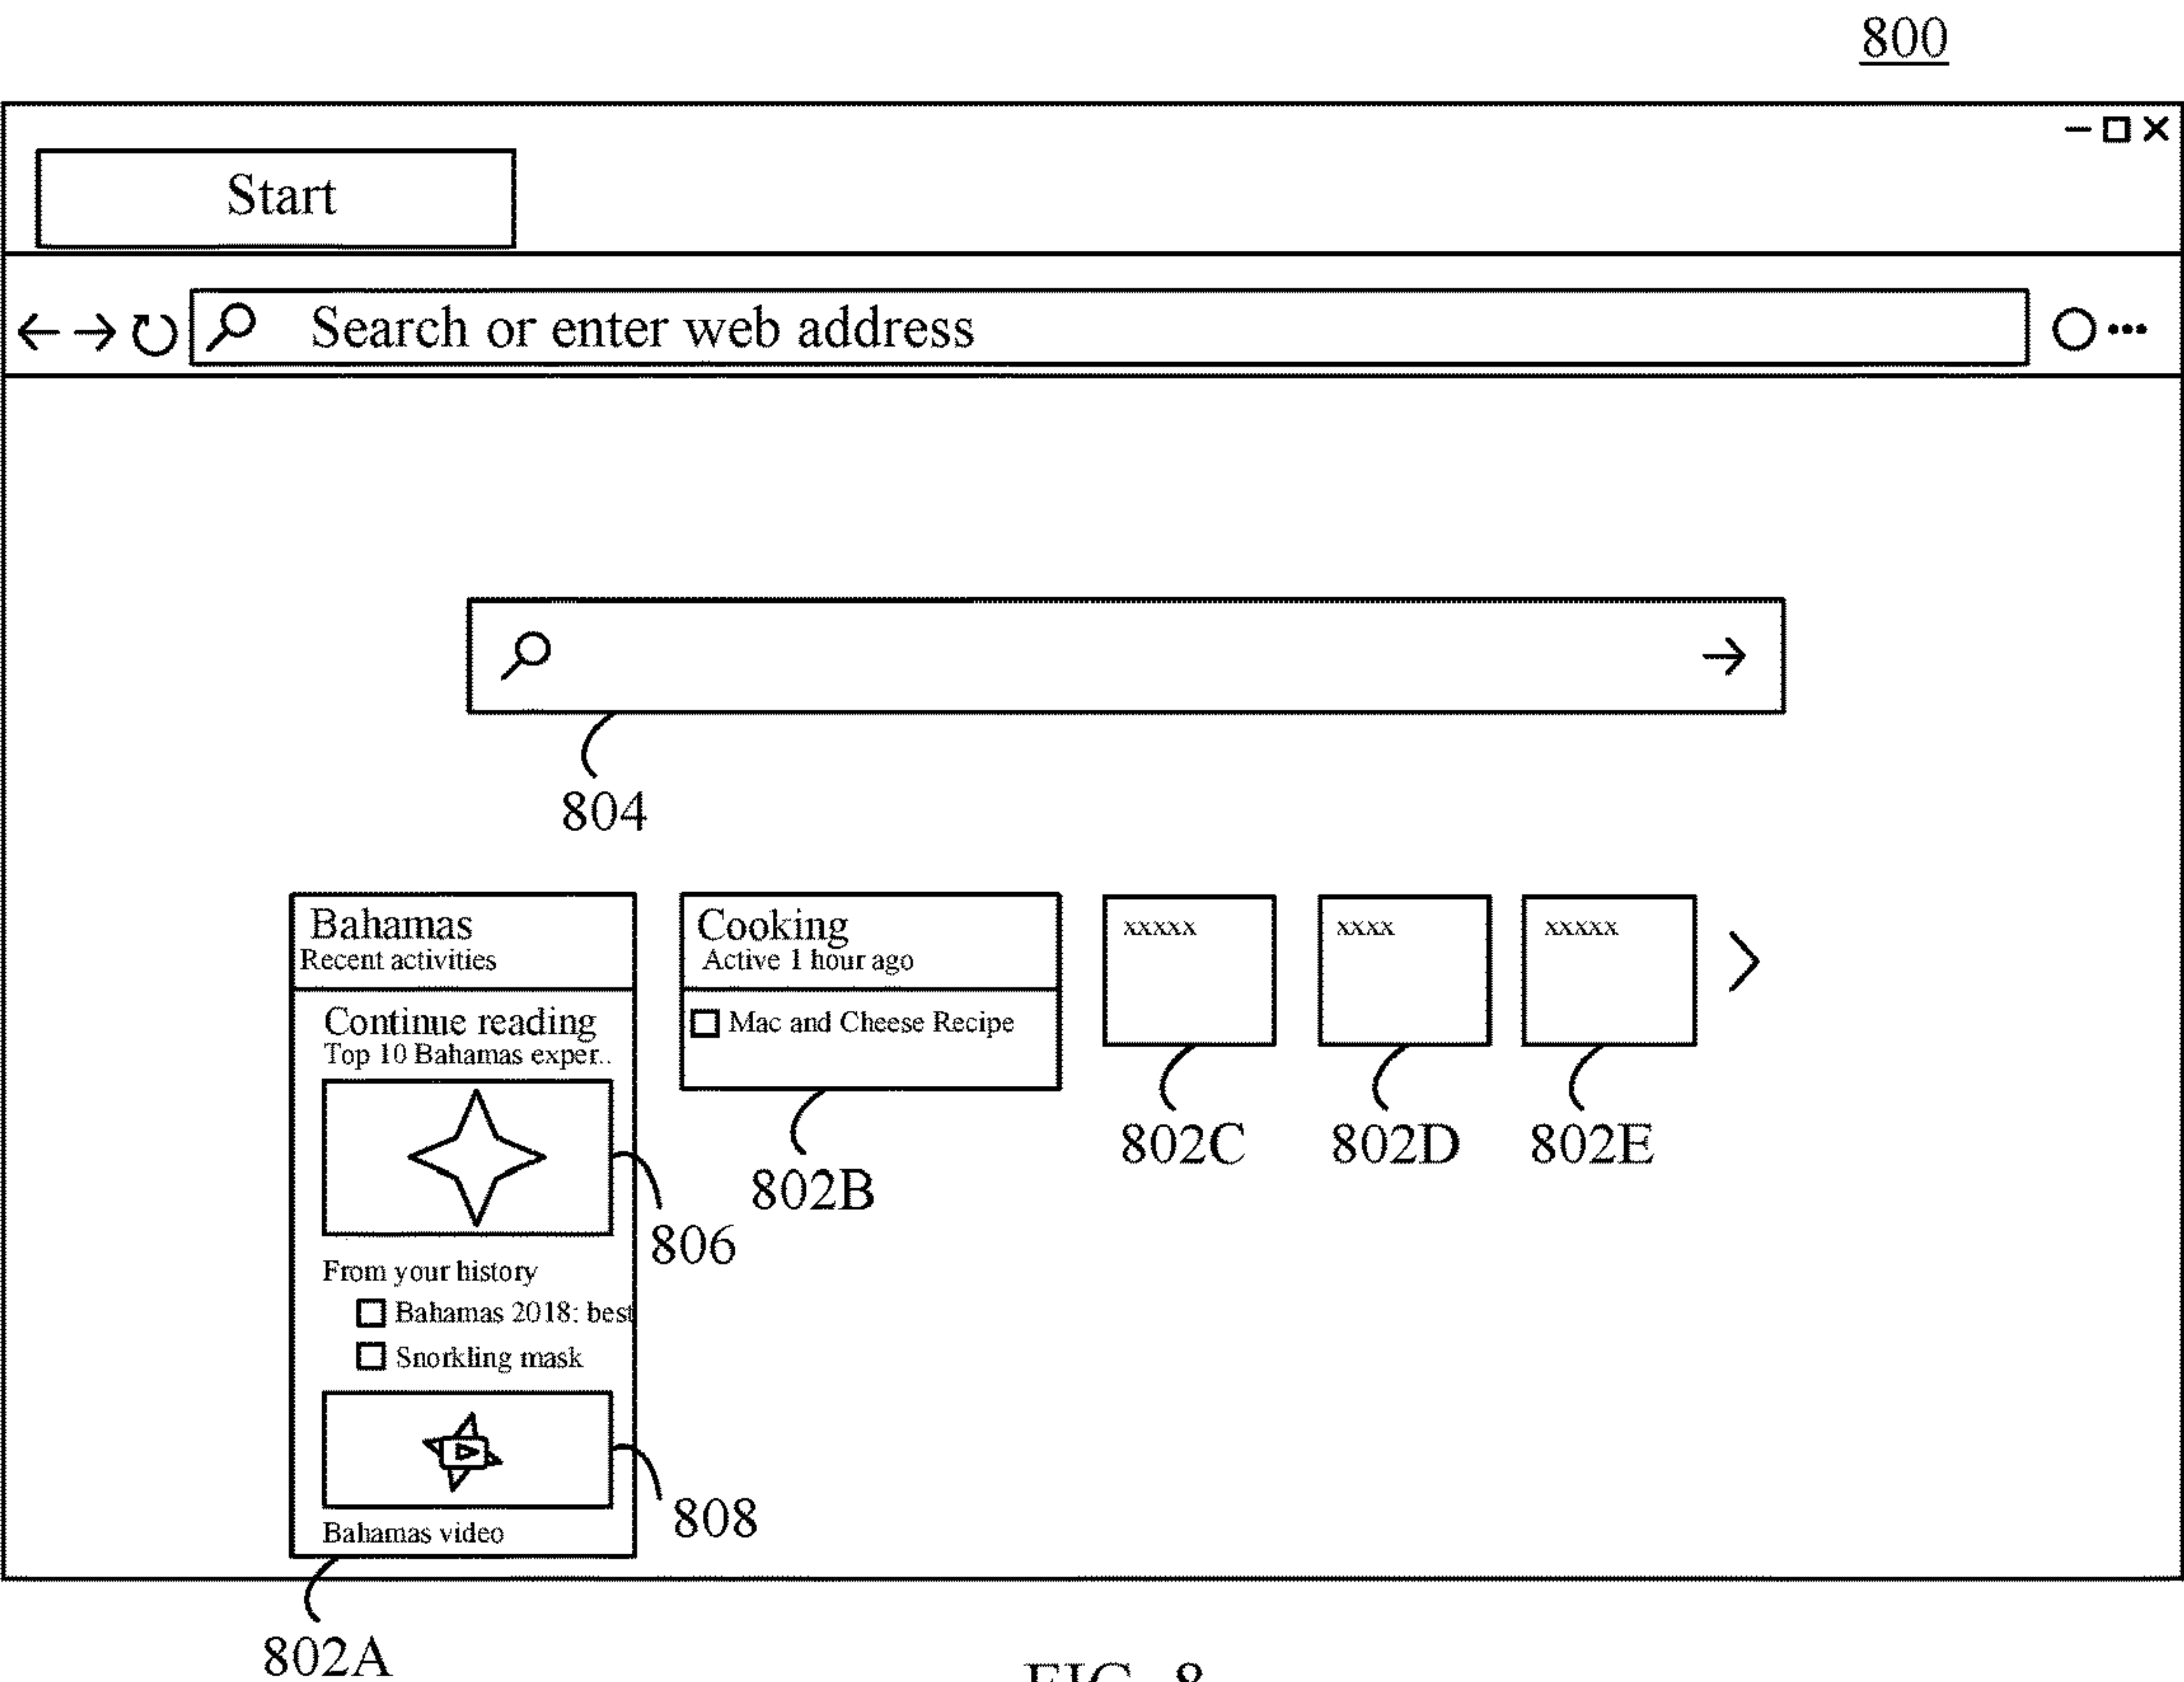 800
Start
Search or enter web address
804
Bahamas
Recent activities
Continue reading
Top 10 Bahamas exper..
806
From your history
Bahamas 2018: best
Snorkling mask
808
Bahamas video
802A
Cooking
Active 1 hour ago
Mac and Cheese Recipe
802B
xxxxx
802C
xxxx
802D
xxxxx
802E
FIG. 8